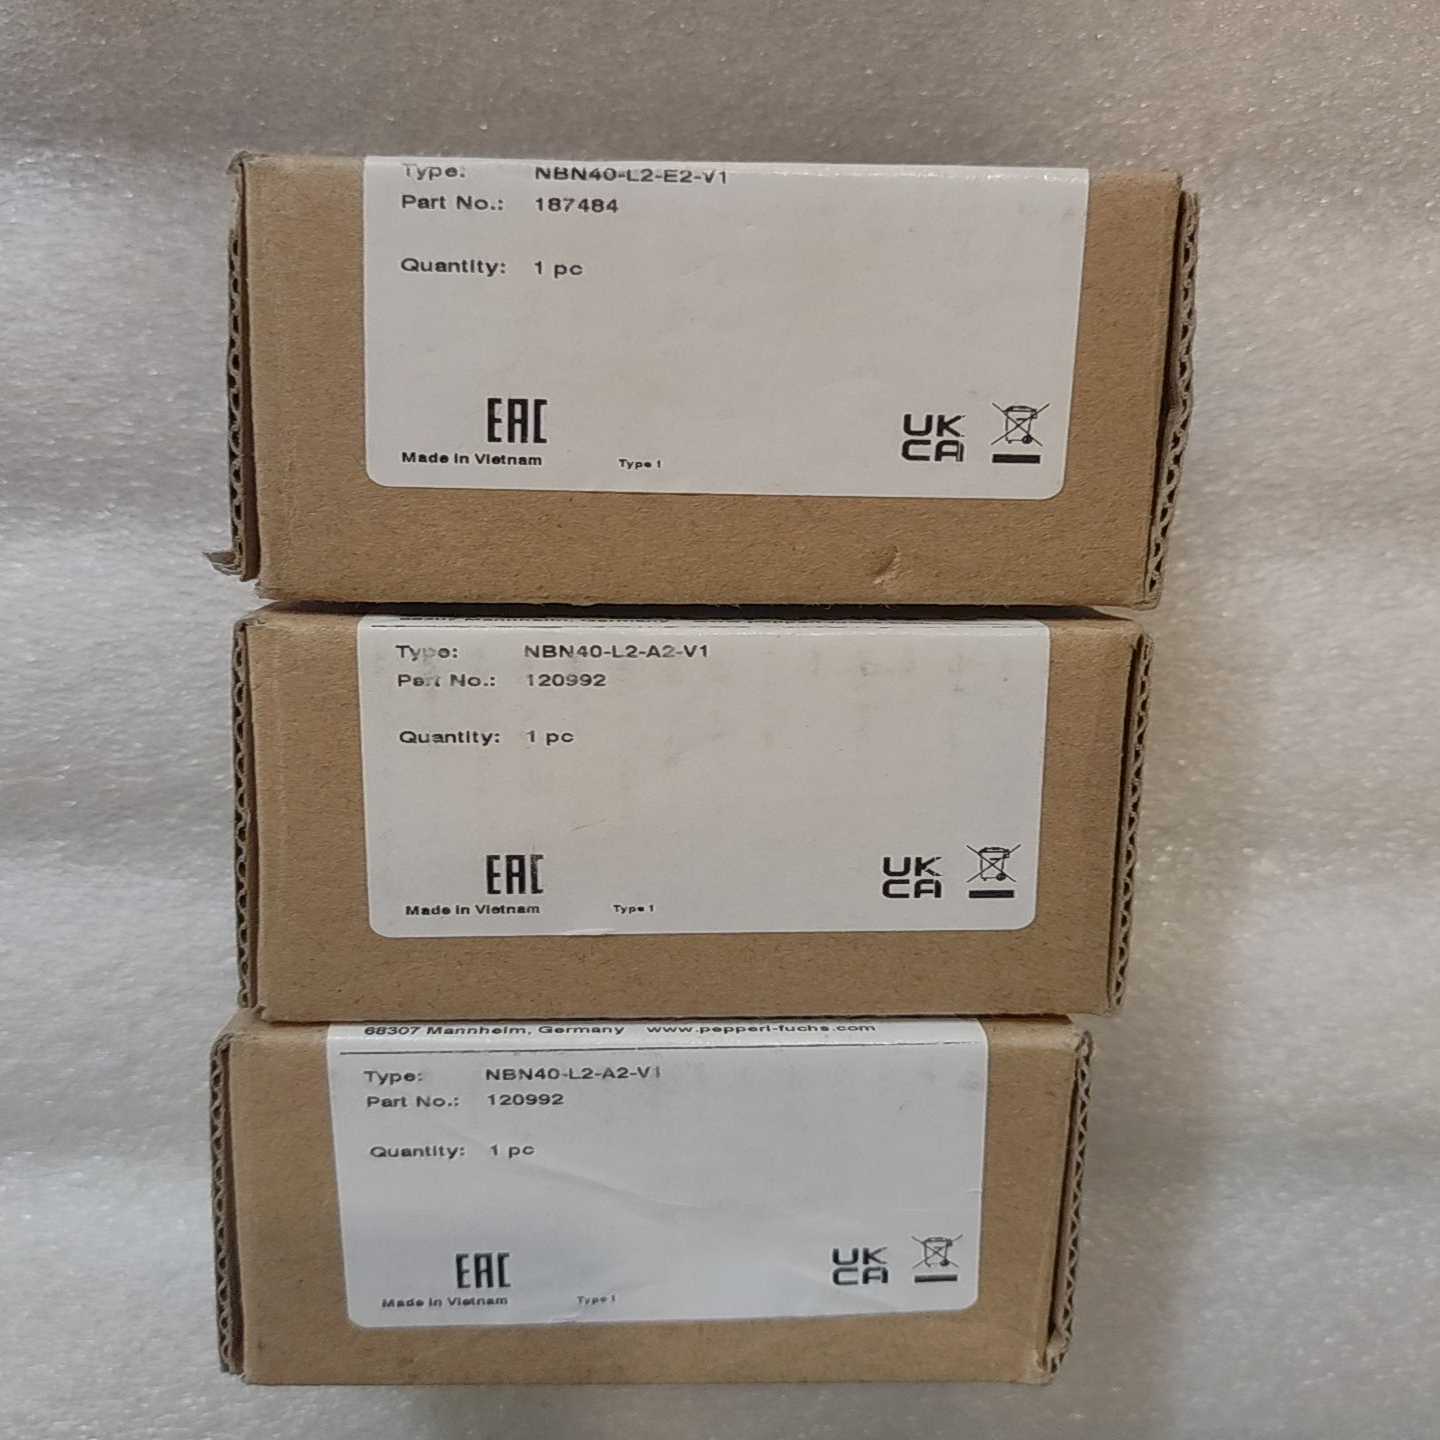 Type: NBN40-L2-E2-V1
Part No.: 187484
Quantity: 1 pc
EAC
UK
CA
Made in Vietnam Type 1
68307 Mannheim, Germany
Type: NBN40-L2-A2-V1
Part No.: 120992
Quantity: 1 pc
EAC
UK
CA
Made in Vietnam Type 1
68307 Mannheim, Germany www.pepperl-fuchs.com
Type: NBN40-L2-A2-V1
Part No.: 120992
Quantity: 1 pc
EAC
UK
CA
Made in Vietnam Type 1